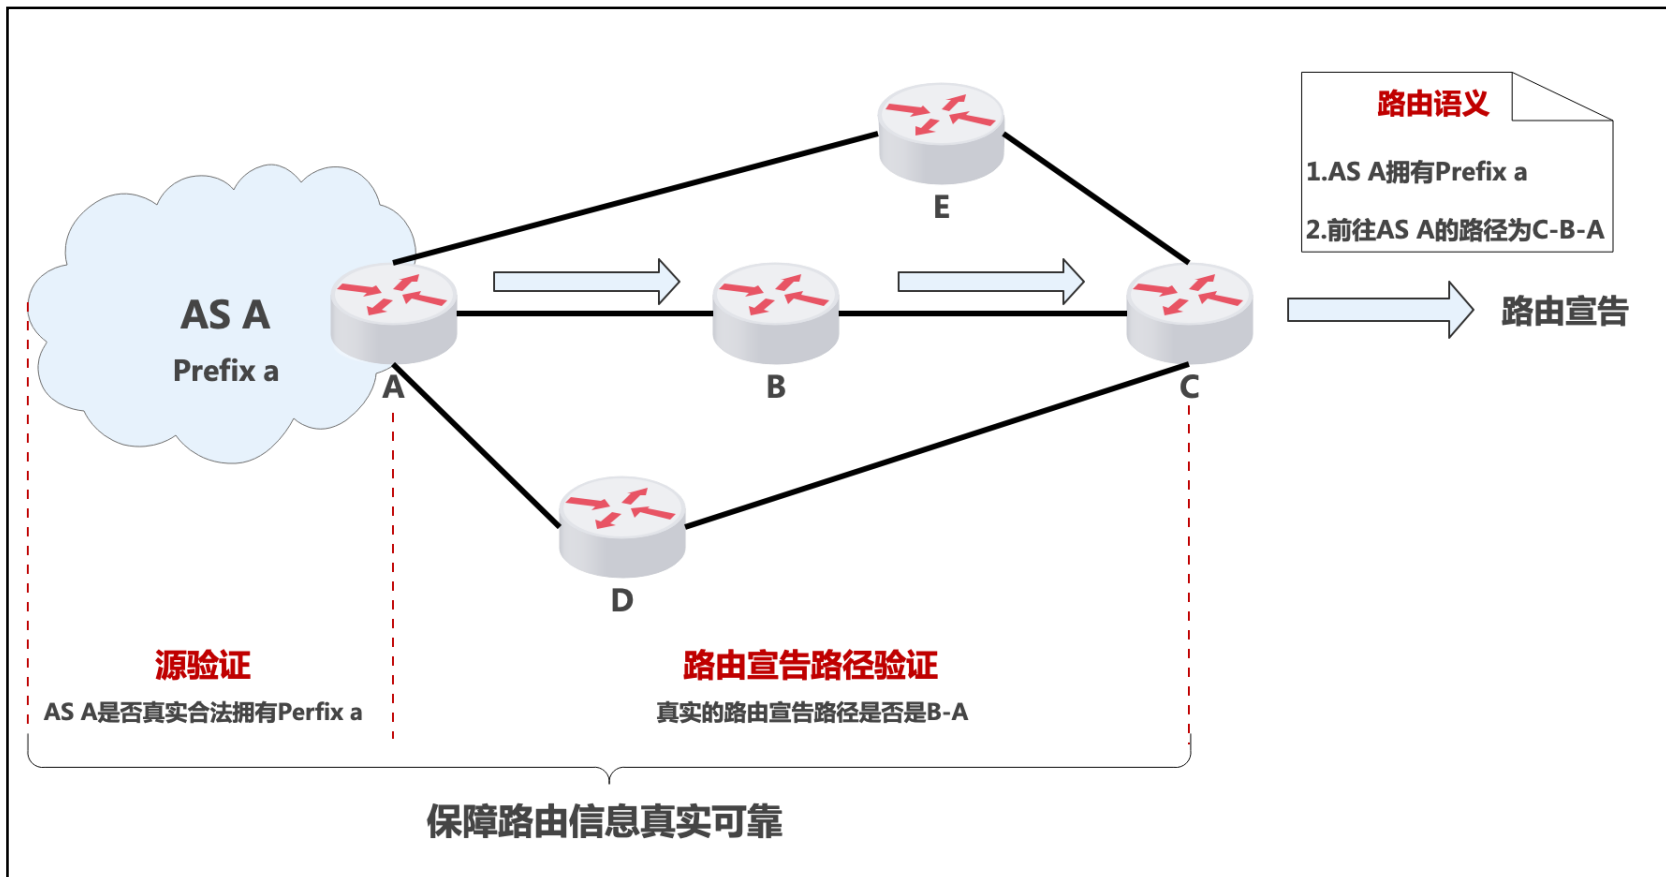 路由语义
1.AS A拥有Prefix a
2.前往AS A的路径为C-B-A
E
AS A
Prefix a
A
B
C
路由宣告
D
源验证
AS A是否真实合法拥有Perfix a
路由宣告路径验证
真实的路由宣告路径是否是B-A
保障路由信息真实可靠